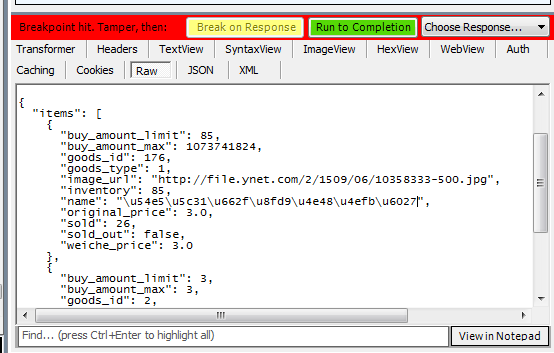 Breakpoint hit. Tamper, then:
Break on Response
Run to Completion
Choose Response...
Transformer Headers TextView SyntaxView ImageView HexView WebView Auth
Caching Cookies Raw JSON XML
{
"items": [
{
"buy_amount_limit": 85,
"buy_amount_max": 1073741824,
"goods_id": 176,
"goods_type": 1,
"image_url": "http://file.ynet.com/2/1509/06/10358333-500.jpg",
"inventory": 85,
"name": "\u54e5\u5c31\u662f\u8fd9\u4e48\u4efb\u6027",
"original_price": 3.0,
"sold": 26,
"sold_out": false,
"weiche_price": 3.0
},
{
"buy_amount_limit": 3,
"buy_amount_max": 3,
"goods_id": 2,
Find... (press Ctrl+Enter to highlight all)
View in Notepad